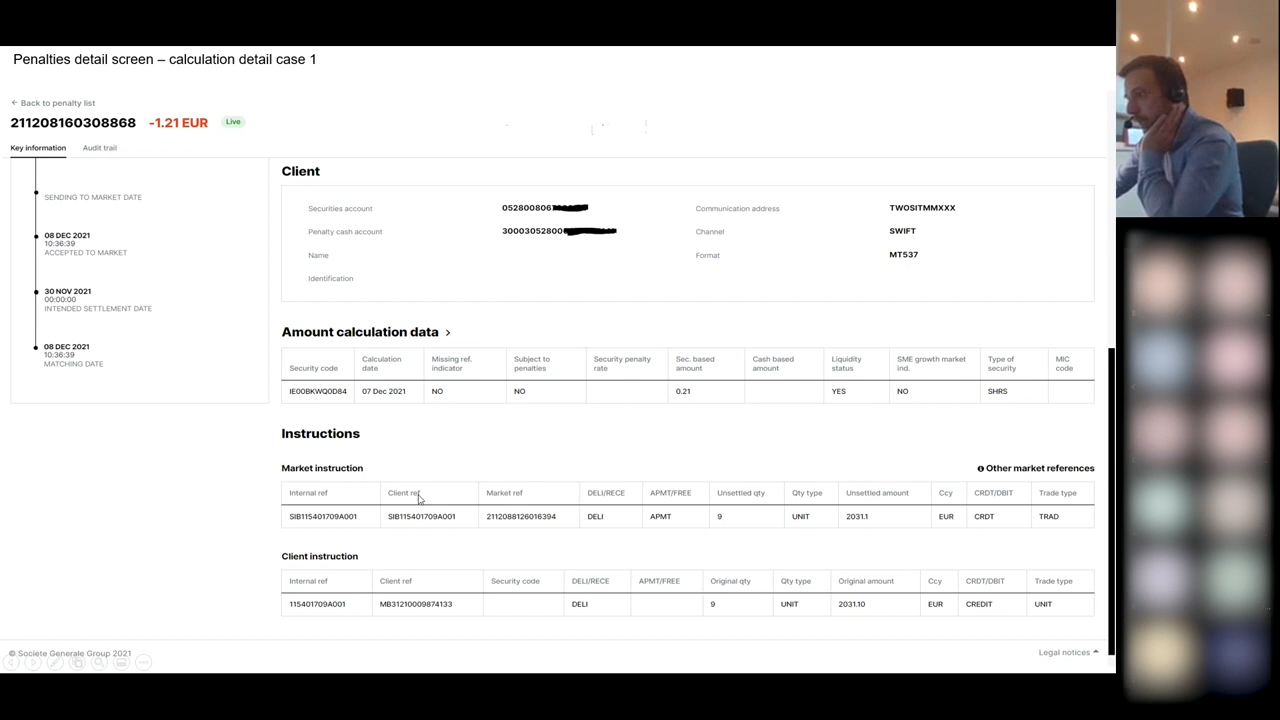 Penalties detail screen – calculation detail case 1
Back to penalty list
211208160308868 -1.21 EUR Live
Key information Audit trail
SENDING TO MARKET DATE
08 DEC 2021
10:36:39
ACCEPTED TO MARKET
30 NOV 2021
00:00:00
INTENDED SETTLEMENT DATE
08 DEC 2021
10:36:39
MATCHING DATE
Client
Securities account 0528008067 Communication address TWOSITMMXXX
Penalty cash account 30003052800 Channel SWIFT
Name Format MT537
Identification
Amount calculation data
Security code Calculation date Missing ref. indicator Subject to penalties Security penalty rate Sec. based amount Cash based amount Liquidity status SME growth market ind. Type of security MIC code
IE00BKWQ0D84 07 Dec 2021 NO NO 0.21 YES NO SHRS
Instructions
Market instruction Other market references
Internal ref Client ref Market ref DELI/RECE APMT/FREE Unsettled qty Qty type Unsettled amount Ccy CRDT/DBIT Trade type
SIB115401709A001 SIB115401709A001 2112088126016394 DELI APMT 9 UNIT 2031.1 EUR CRDT TRAD
Client instruction
Internal ref Client ref Security code DELI/RECE APMT/FREE Original qty Qty type Original amount Ccy CRDT/DBIT Trade type
115401709A001 MB31210009874133 DELI 9 UNIT 2031.10 EUR CREDIT UNIT
© Societe Generale Group 2021 Legal notices